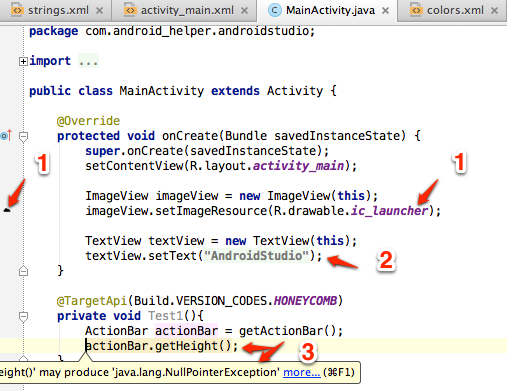 strings.xml × activity_main.xml × MainActivity.java × colors.xml ×
package com.android_helper.androidstudio;
import ...
public class MainActivity extends Activity {
@Override
protected void onCreate(Bundle savedInstanceState) {
super.onCreate(savedInstanceState);
1 setContentView(R.layout.activity_main); 1
ImageView imageView = new ImageView(this);
imageView.setImageResource(R.drawable.ic_launcher);
TextView textView = new TextView(this);
textView.setText("AndroidStudio"); 2
}
@TargetApi(Build.VERSION_CODES.HONEYCOMB)
private void Test1(){
ActionBar actionBar = getActionBar();
actionBar.getHeight(); 3
}
eight()' may produce 'java.lang.NullPointerException' more... (⌘F1)